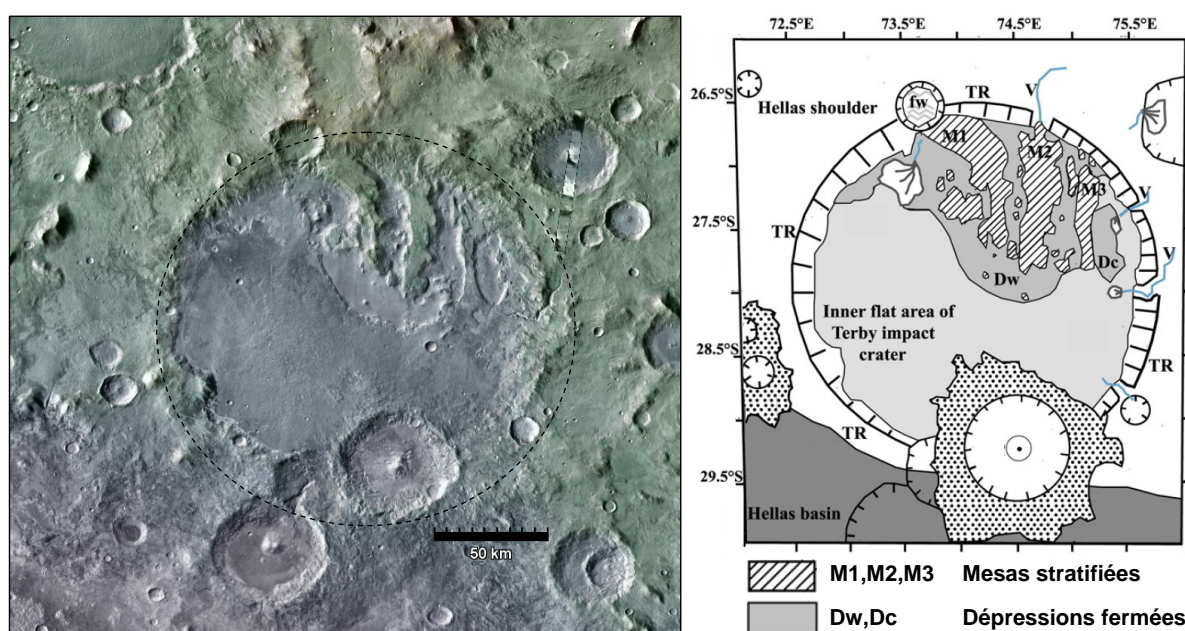 50 km
72.5°E 73.5°E 74.5°E 75.5°E
26.5°S
27.5°S
28.5°S
29.5°S
Hellas shoulder
fw
TR
V
M1
M2
M3
TR
V
V
Dc
Dw
Inner flat area of
Terby impact
crater
TR
TR
Hellas basin
M1,M2,M3 Mesas stratifiées
Dw,Dc Dépressions fermées